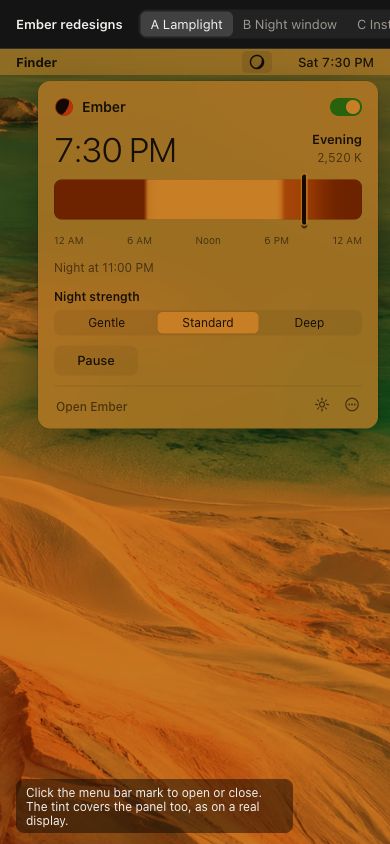 Ember redesigns A Lamplight B Night window C Inst
Finder Sat 7:30 PM
Ember
7:30 PM Evening
2,520 K
12 AM 6 AM Noon 6 PM 12 AM
Night at 11:00 PM
Night strength
Gentle Standard Deep
Pause
Open Ember
Click the menu bar mark to open or close.
The tint covers the panel too, as on a real
display.